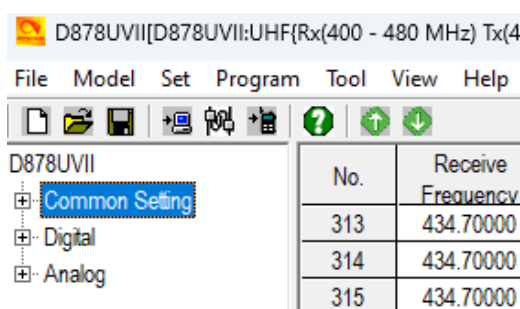 D878UVII[D878UVII:UHF{Rx(400 - 480 MHz) Tx(4
File Model Set Program Tool View Help
D878UVII
Common Setting
Digital
Analog
No. Receive Frequency
313 434.70000
314 434.70000
315 434.70000